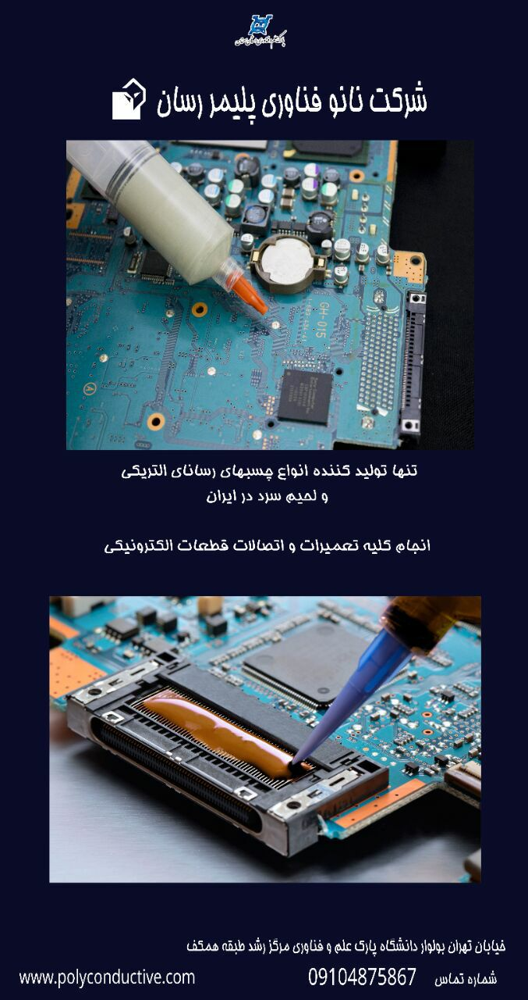 شرکت نانو فناوری پلیمر رسان
GH-015
تنها تولید کننده انواع چسبهای رسانای التریکی
و لحیم سرد در ایران
انجام کلیه تعمیرات و اتصالات قطعات الکترونیکی
خیابان تهران بولوار دانشگاه پارک علم و فناوری مرکز رشد طبقه همکف
شماره تماس 09104875867
www.polyconductive.com